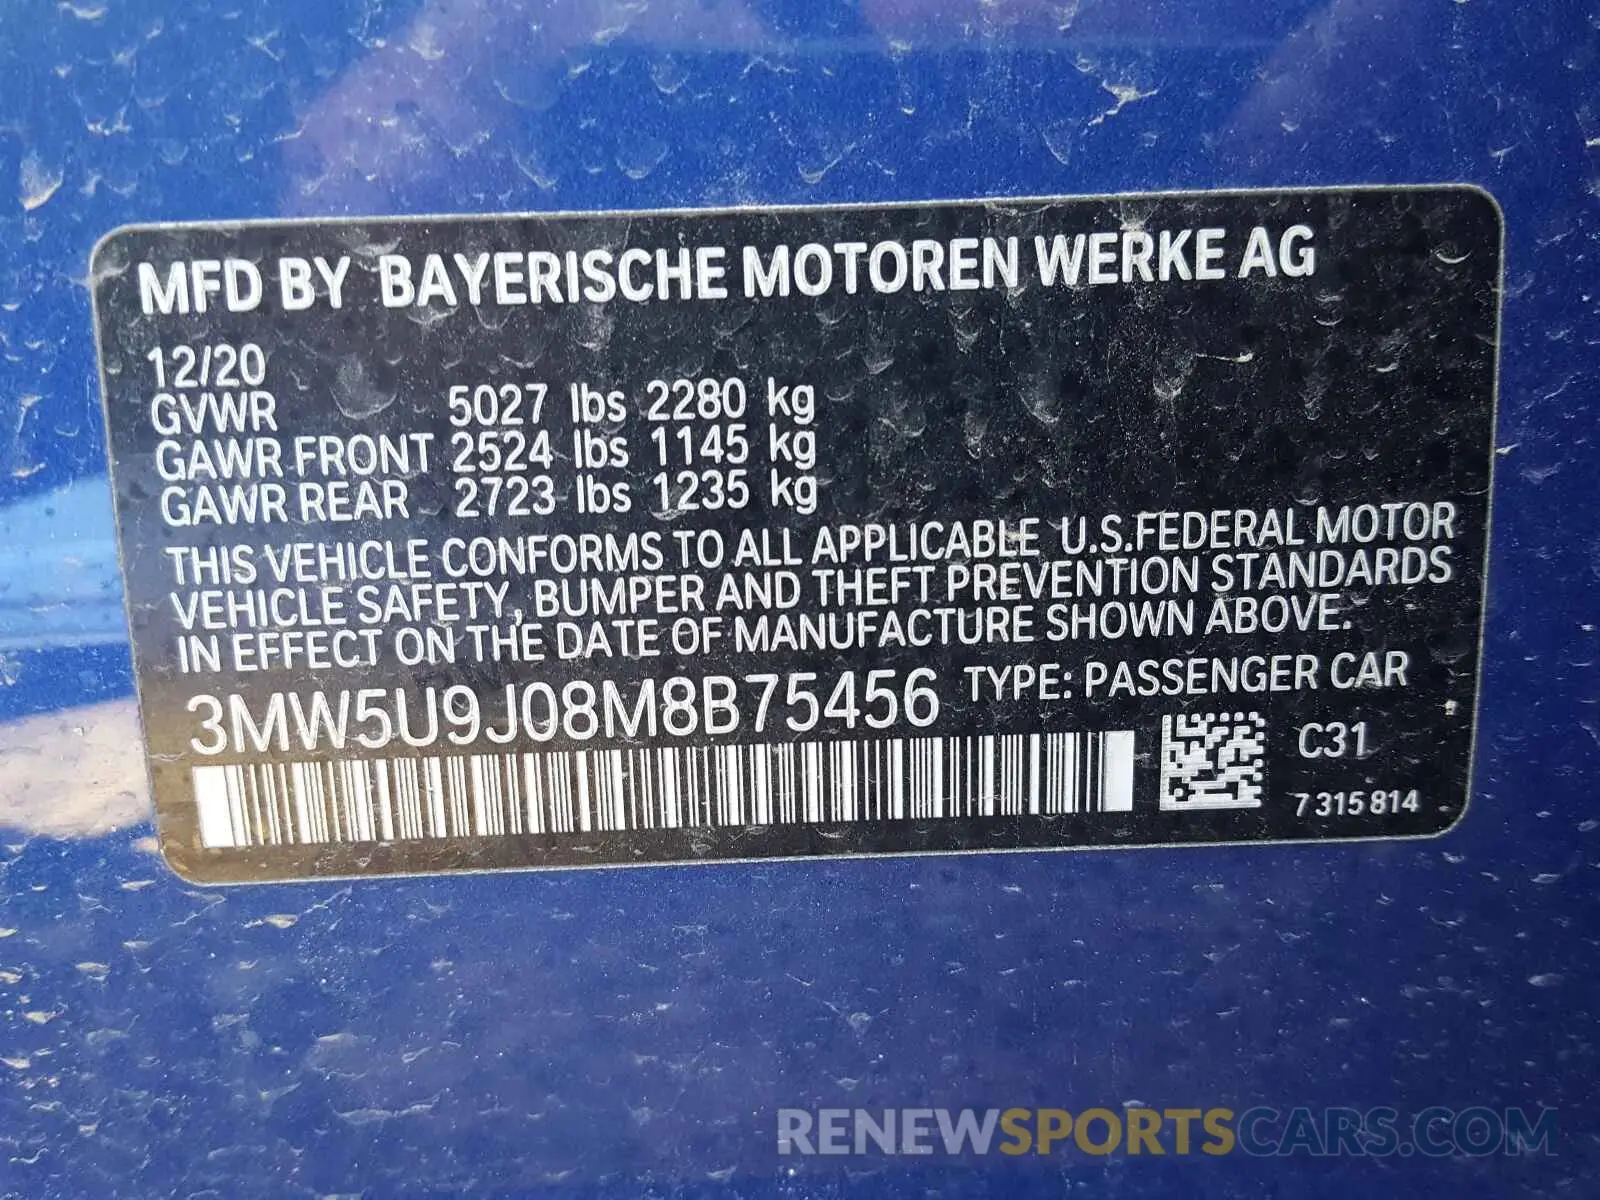 MFD BY BAYERISCHE MOTOREN WERKE AG
12/20
GVWR 5027 lbs 2280 kg
GAWR FRONT 2524 lbs 1145 kg
GAWR REAR 2723 lbs 1235 kg
THIS VEHICLE CONFORMS TO ALL APPLICABLE U.S.FEDERAL MOTOR
VEHICLE SAFETY, BUMPER AND THEFT PREVENTION STANDARDS
IN EFFECT ON THE DATE OF MANUFACTURE SHOWN ABOVE.
3MW5U9J08M8B75456 TYPE: PASSENGER CAR
C31
7 315 814
RENEWSPORTSCARS.COM